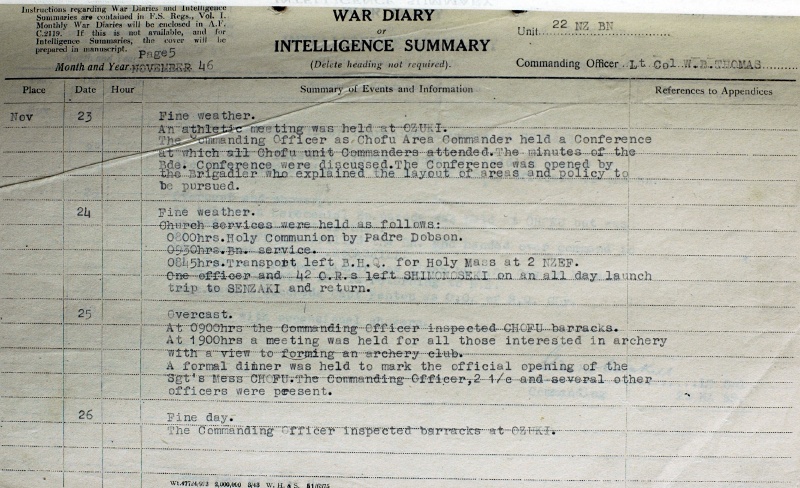 Instructions regarding War Diaries and Intelligence
Summaries are contained in F.S. Regs., Vol. I.
Monthly War Diaries will be enclosed in A.F.
C.2119. If this is not available, and for
Intelligence Summaries, the cover will be
prepared in manuscript.
Page5
Month and Year NOVEMBER 46
WAR DIARY
or
INTELLIGENCE SUMMARY
(Delete heading not required).
Unit 22 NZ BN
Commanding Officer Lt Col W.B.THOMAS
Place Date Hour Summary of Events and Information References to Appendices
Nov 23 Fine weather.
An athletic meeting was held at OZUKI.
The Commanding Officer as Chofu Area Commander held a Conference
at which all Chofu unit Commanders attended.The minutes of the
Bde. Conference were discussed.The Conference was opened by
the Brigadier who explained the layout of areas and policy to
be pursued.
24 Fine weather.
Church services were held as follows:
0800hrs.Holy Communion by Padre Dobson.
0930hrs.Bn. service.
0845hrs.Transport left B.H.Q. for Holy Mass at 2 NZEF.
One officer and 42 O.R.s left SHIMONOSEKI on an all day launch
trip to SENZAKI and return.
25 Overcast.
At 0900hrs the Commanding Officer inspected CHOFU barracks.
At 1900hrs a meeting was held for all those interested in archery
with a view to forming an archery club.
A formal dinner was held to mark the official opening of the
Sgt's Mess CHOFU.The Commanding Officer,2 i/c and several other
officers were present.
26 Fine day.
The Commanding Officer inspected barracks at OZUKI.
2,000,000 W. H. & S.